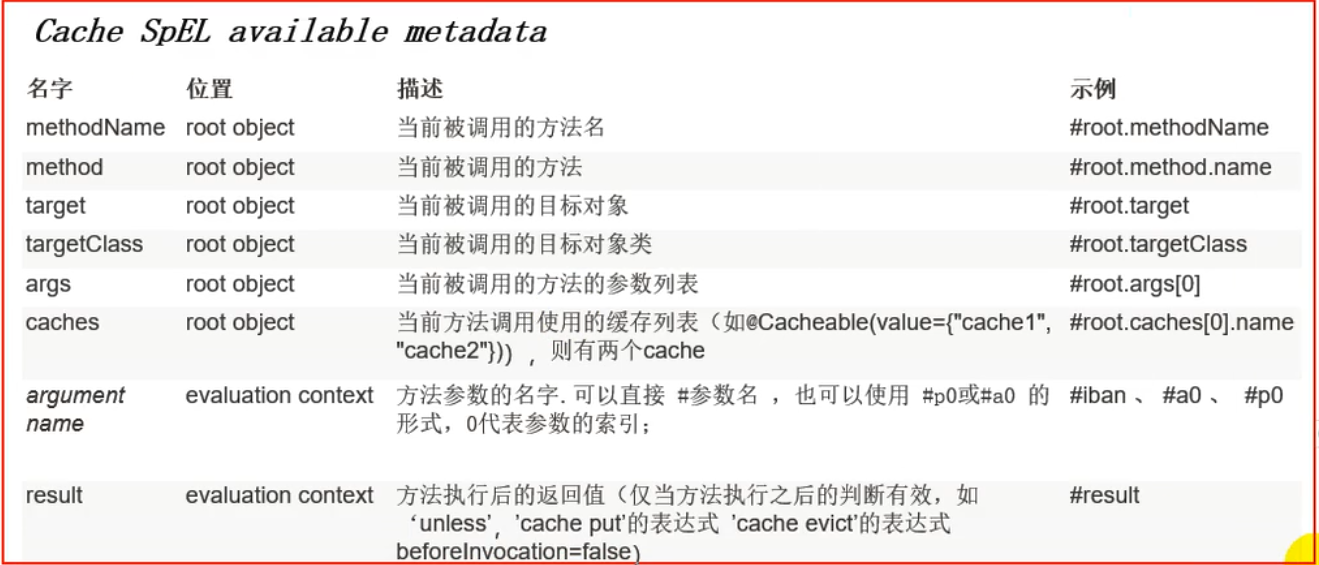 Cache SpEL available metadata
名字 位置 描述 示例
methodName root object 当前被调用的方法名 #root.methodName
method root object 当前被调用的方法 #root.method.name
target root object 当前被调用的目标对象 #root.target
targetClass root object 当前被调用的目标对象类 #root.targetClass
args root object 当前被调用的方法的参数列表 #root.args[0]
caches root object 当前方法调用使用的缓存列表（如@Cacheable(value={"cache1", #root.caches[0].name
"cache2"})），则有两个cache
argument evaluation context 方法参数的名字.可以直接 #参数名 ，也可以使用 #p0或#a0 的 #iban 、 #a0 、 #p0
name 形式，0代表参数的索引；
result evaluation context 方法执行后的返回值（仅当方法执行之后的判断有效，如 #result
‘unless’，'cache put'的表达式 'cache evict'的表达式
beforeInvocation=false）